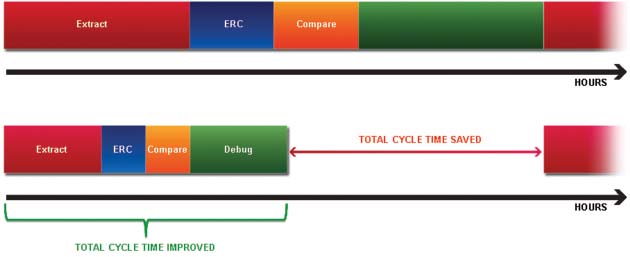 Extract ERC Compare
HOURS
Extract ERC Compare Debug
TOTAL CYCLE TIME SAVED
HOURS
TOTAL CYCLE TIME IMPROVED